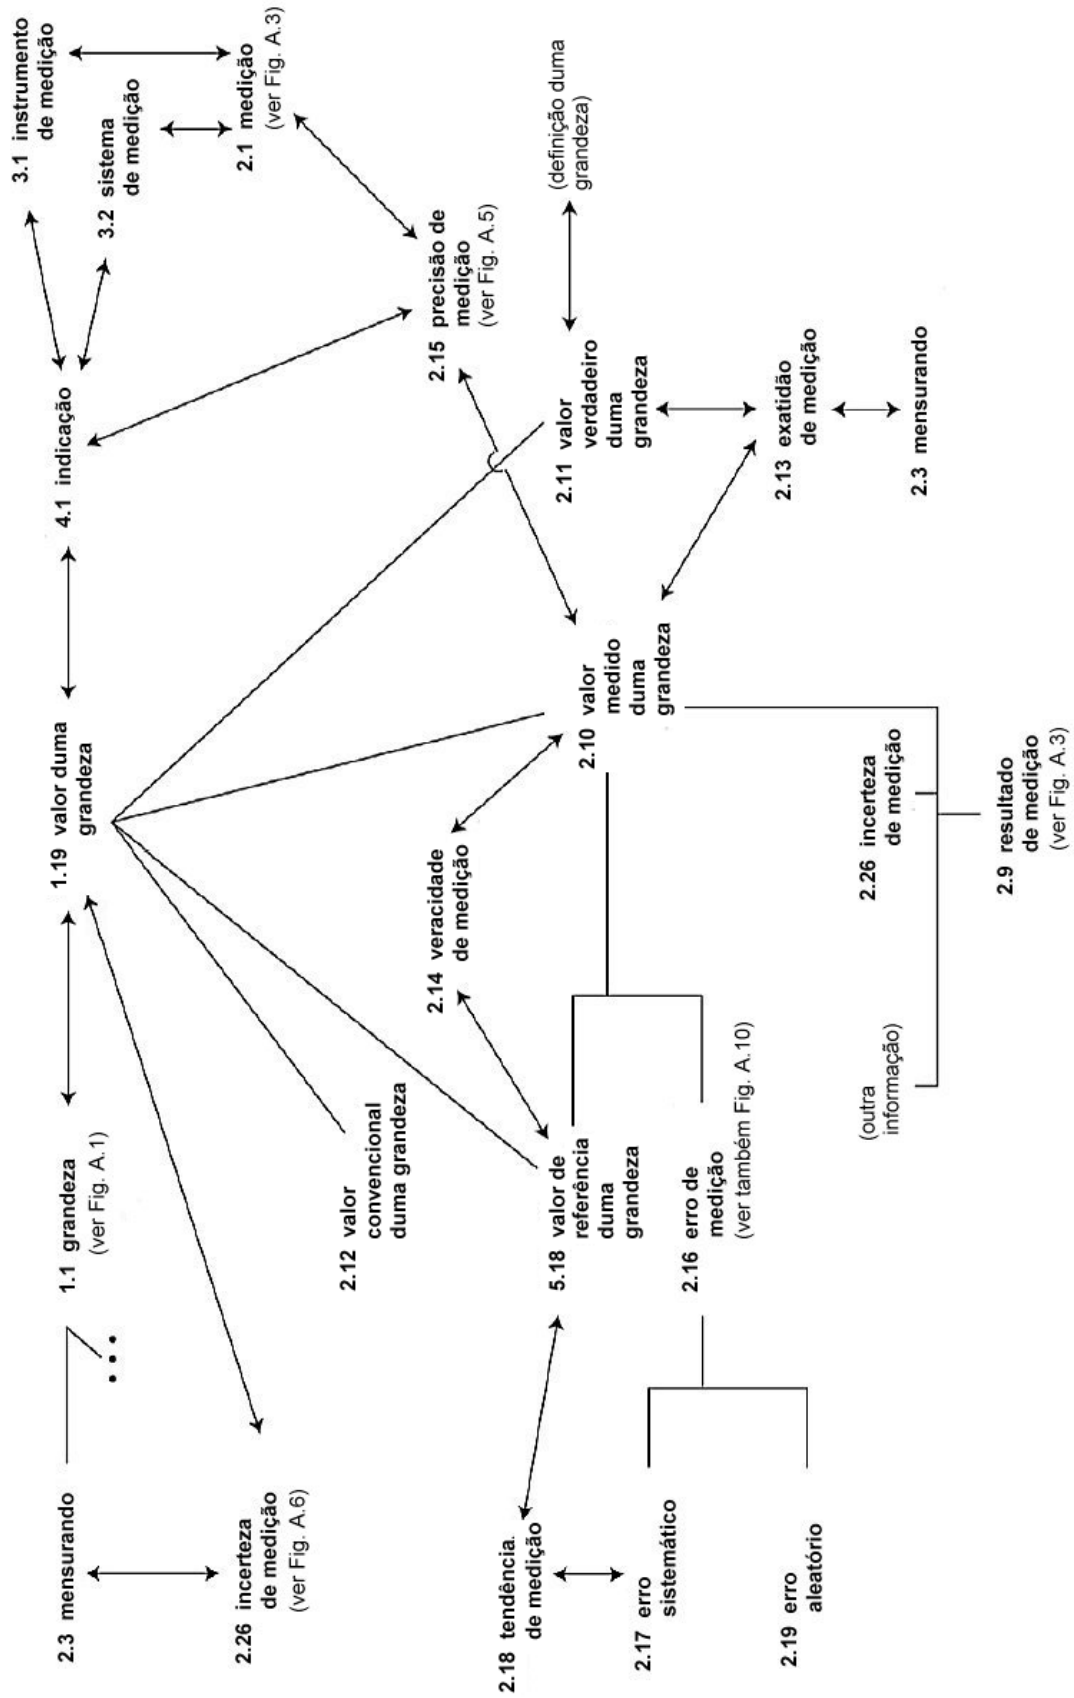 2.3 mensurando
1.1 grandeza
(ver Fig. A.1)
1.19 valor duma
grandeza
4.1 indicação
3.1 instrumento
de medição
3.2 sistema
de medição
2.1 medição
(ver Fig. A.3)
2.26 incerteza
de medição
(ver Fig. A.6)
2.12 valor
convencional
duma grandeza
2.14 veracidade
de medição
2.15 precisão de
medição
(ver Fig. A.5)
2.18 tendência.
de medição
5.18 valor de
referência
duma
grandeza
2.10 valor
medido
duma
grandeza
2.11 valor
verdadeiro
duma
grandeza
(definição duma
grandeza)
2.17 erro
sistemático
2.16 erro de
medição
(ver também Fig. A.10)
2.19 erro
aleatório
2.13 exatidão
de medição
(outra
informação)
2.26 incerteza
de medição
2.3 mensurando
2.9 resultado
de medição
(ver Fig. A.3)